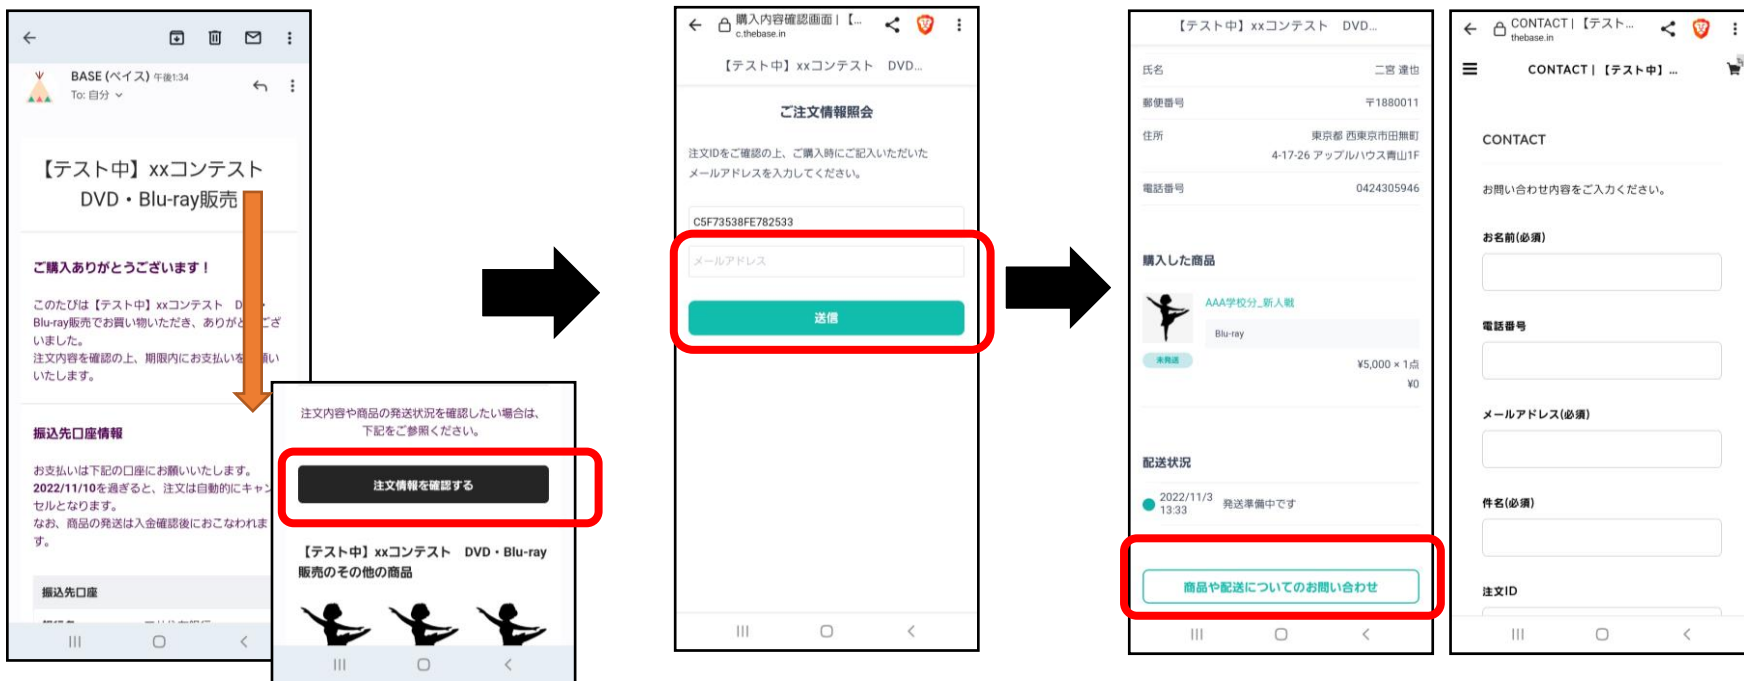 BASE (ベイス) 午後1:34
To: 自分
【テスト中】xxコンテスト
DVD・Blu-ray販売
ご購入ありがとうございます！
このたびは【テスト中】xxコンテスト
Blu-ray販売でお買い物いただき、ありが
いました。
注文内容を確認の上、期限内にお支払いを
いたします。
振込先口座情報
お支払いは下記の口座にお願いいたします。
2022/11/10を過ぎると、注文は自動的にキャン
セルとなります。
なお、商品の発送は入金確認後におこなわれま
す。
振込先口座
注文内容や商品の発送状況を確認したい場合は、
下記をご参照ください。
注文情報を確認する
【テスト中】xxコンテスト DVD・Blu-ray
販売のその他の商品
購入内容確認画面 | 【...
c.thebase.in
【テスト中】xxコンテスト DVD...
ご注文情報照会
注文IDをご確認の上、ご購入時にご記入いただいた
メールアドレスを入力してください。
C5F73538FE782533
メールアドレス
送信
【テスト中】xxコンテスト DVD...
氏名 二宮 達也
郵便番号 〒1880011
住所 東京都 西東京市田無町
4-17-26 アップルハウス青山1F
電話番号 0424305946
購入した商品
AAA学校分_新人戦
Blu-ray
未発送
¥5,000 × 1点
¥0
配送状況
2022/11/3
13:33
発送準備中です
商品や配送についてのお問い合わせ
CONTACT | 【テスト...
thebase.in
CONTACT | 【テスト中】 ...
CONTACT
お問い合わせ内容をご入力ください。
お名前(必須)
電話番号
メールアドレス(必須)
件名(必須)
注文ID